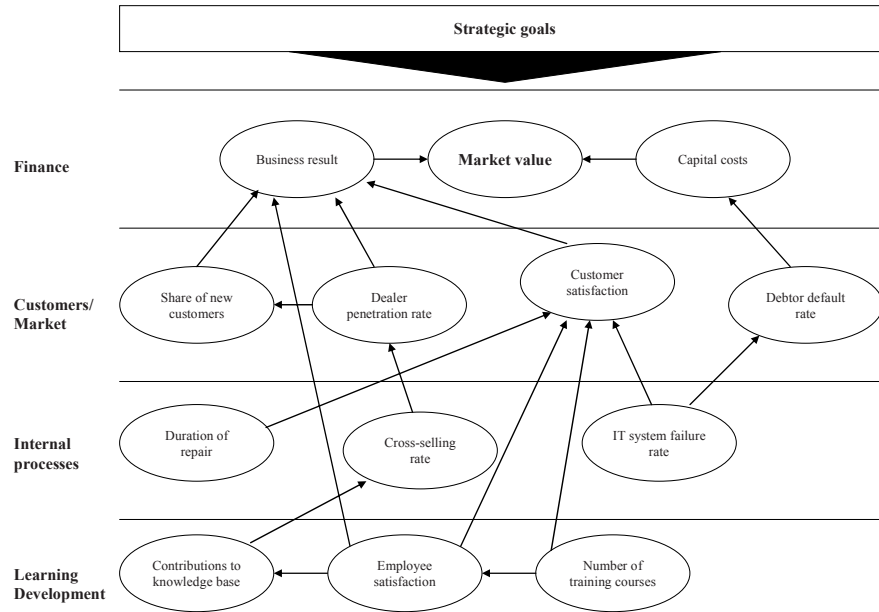 Strategic goals
Finance
Business result
Market value
Capital costs
Customers/
Market
Share of new
customers
Dealer
penetration rate
Customer
satisfaction
Debtor default
rate
Internal
processes
Duration of
repair
Cross-selling
rate
IT system failure
rate
Learning
Development
Contributions to
knowledge base
Employee
satisfaction
Number of
training courses